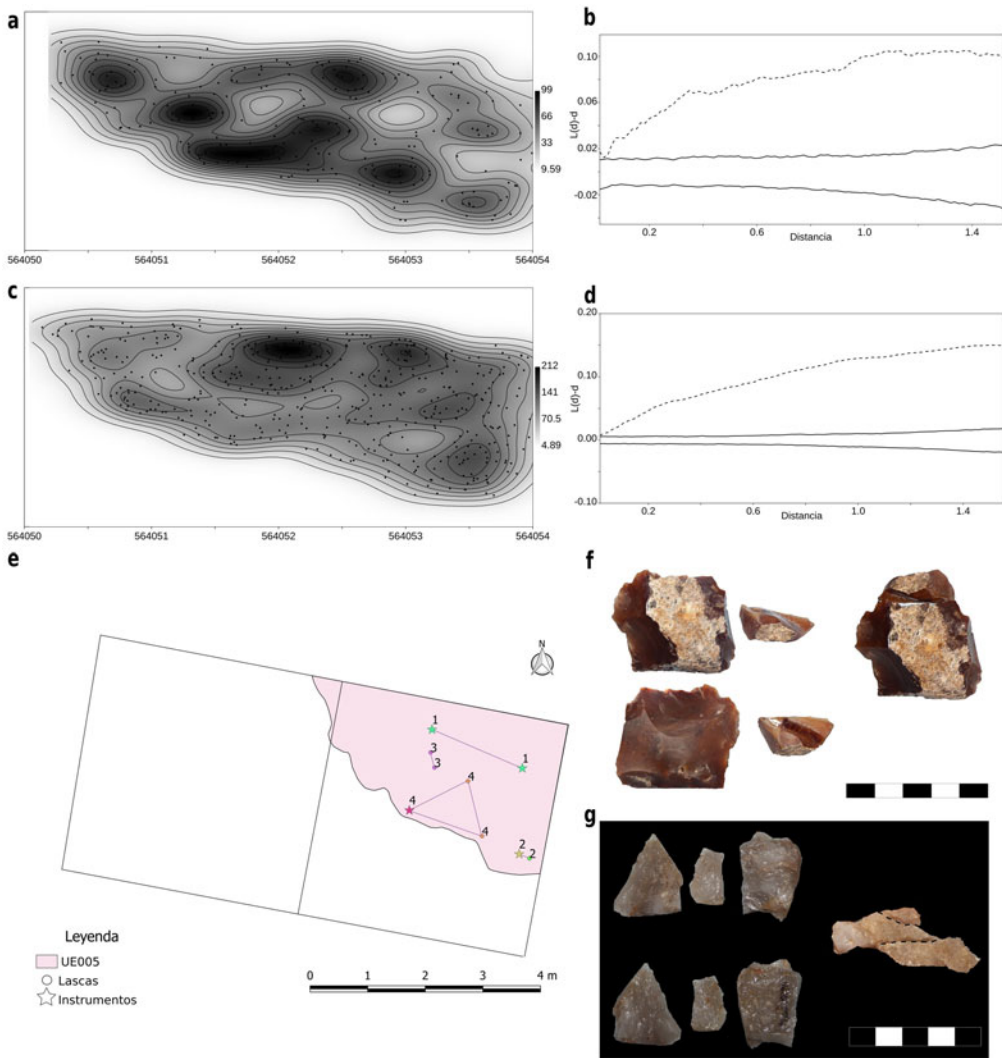 a
99
66
33
9.59
564050 564051 564052 564053 564054
b
L(d)-d
0.10
0.06
0.02
-0.02
0.2 0.6 1.0 1.4
Distancia
c
212
141
70.5
4.89
564050 564051 564052 564053 564054
d
L(d)-d
0.20
0.10
0.00
-0.10
0.2 0.6 1.0 1.4
Distancia
e
N
1
1
3
3
4
4
4
2
2
Leyenda
UE005
Lascas
Instrumentos
0 1 2 3 4 m
f
g